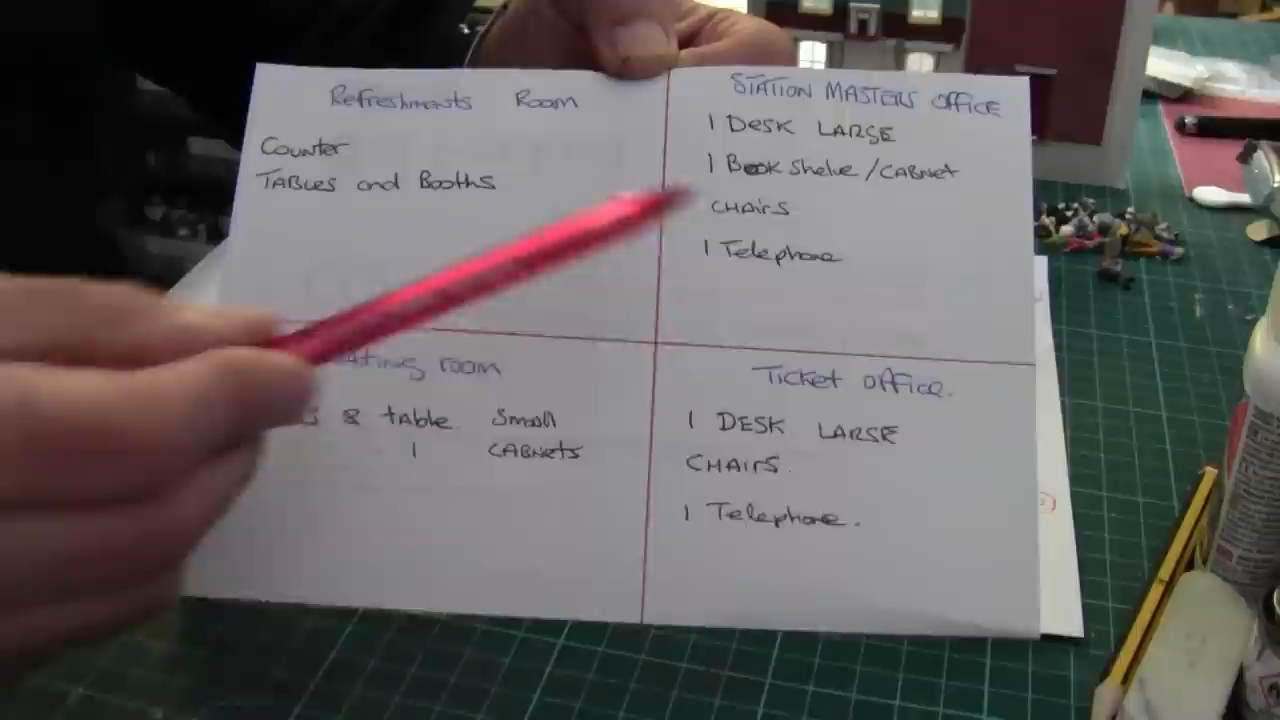 Refreshments Room
Counter
TABLES and Booths
STATION MASTERS OFFICE
1 DESK LARGE
1 Book Shelve / CABNET
CHAirS
1 Telephone
room
& tABle Small
1 CABNETS
Ticket OFFice.
1 DESK LARGE
CHAirS.
1 Telephone.